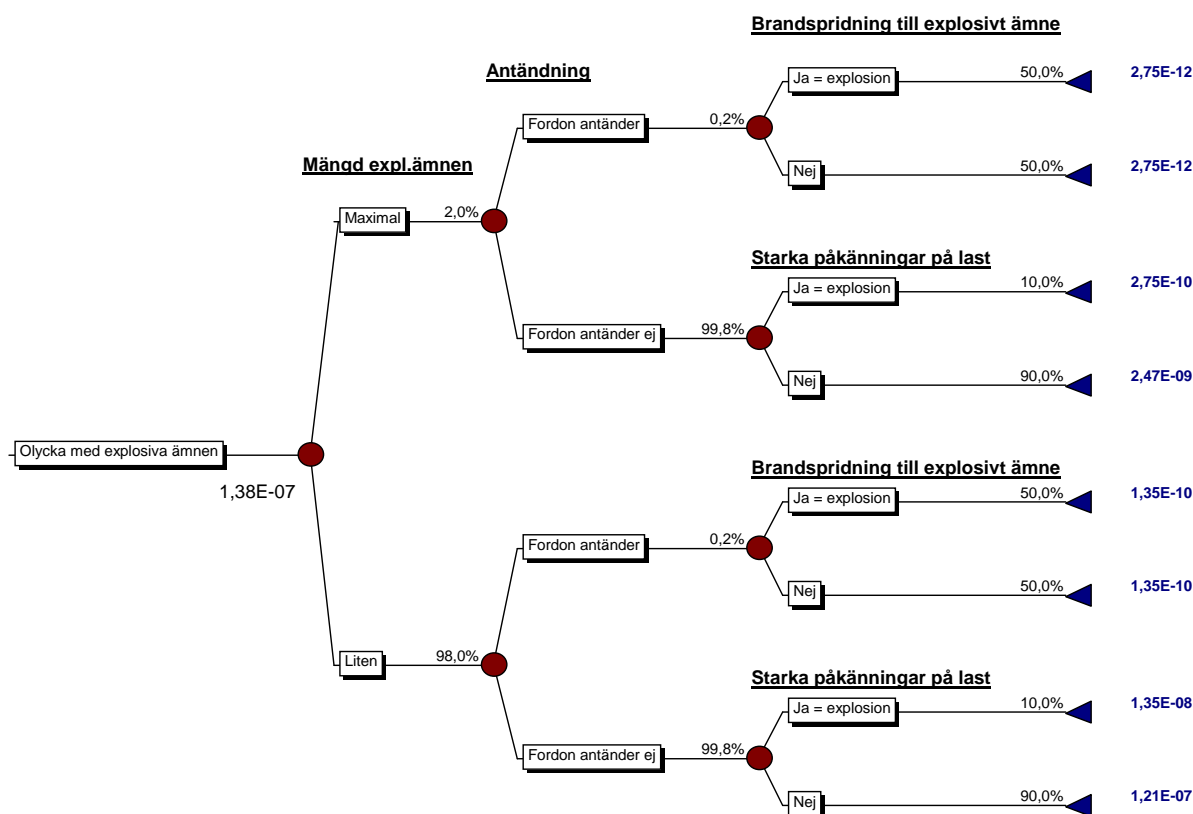 Brandspridning till explosivt ämne
Ja = explosion 50,0% 2,75E-12
Antändning
Fordon antänder 0,2%
Mängd expl.ämnen
Nej 50,0% 2,75E-12
Maximal 2,0%
Starka påkänningar på last
Ja = explosion 10,0% 2,75E-10
Fordon antänder ej 99,8%
Nej 90,0% 2,47E-09
Olycka med explosiva ämnen
1,38E-07
Brandspridning till explosivt ämne
Ja = explosion 50,0% 1,35E-10
Fordon antänder 0,2%
Nej 50,0% 1,35E-10
Liten 98,0%
Starka påkänningar på last
Ja = explosion 10,0% 1,35E-08
Fordon antänder ej 99,8%
Nej 90,0% 1,21E-07